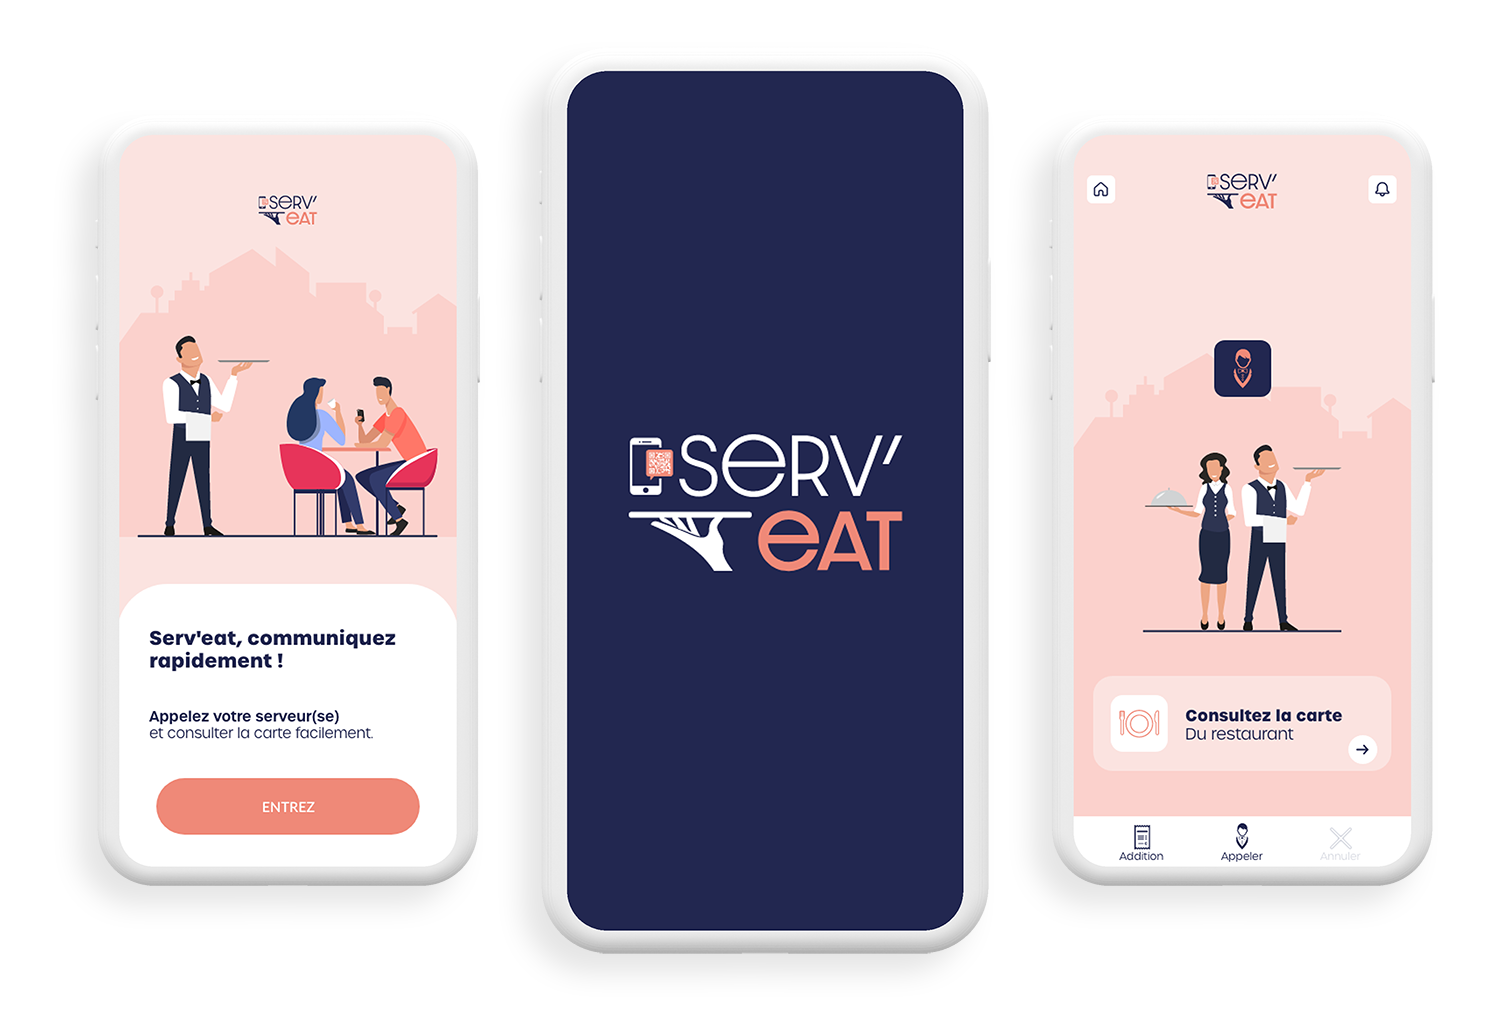 SERV'
EAT
Serv'eat, communiquez
rapidement !
Appelez votre serveur(se)
et consulter la carte facilement.
ENTREZ
SERV'
EAT
SERV'
EAT
Consultez la carte
Du restaurant
Addition
Appeler
Annuler